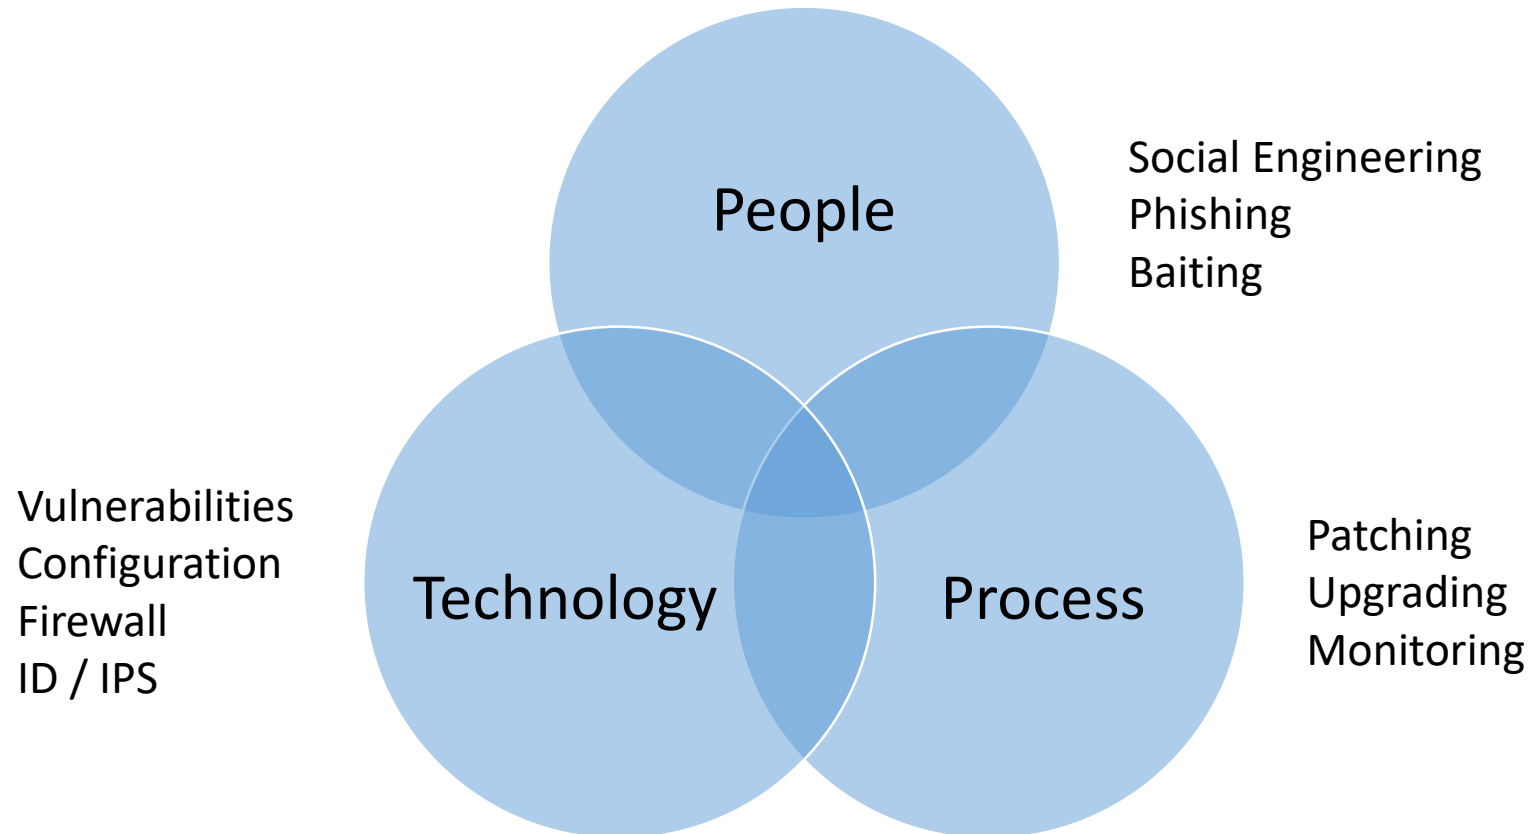 People
Social Engineering
Phishing
Baiting
Technology
Vulnerabilities
Configuration
Firewall
ID / IPS
Process
Patching
Upgrading
Monitoring